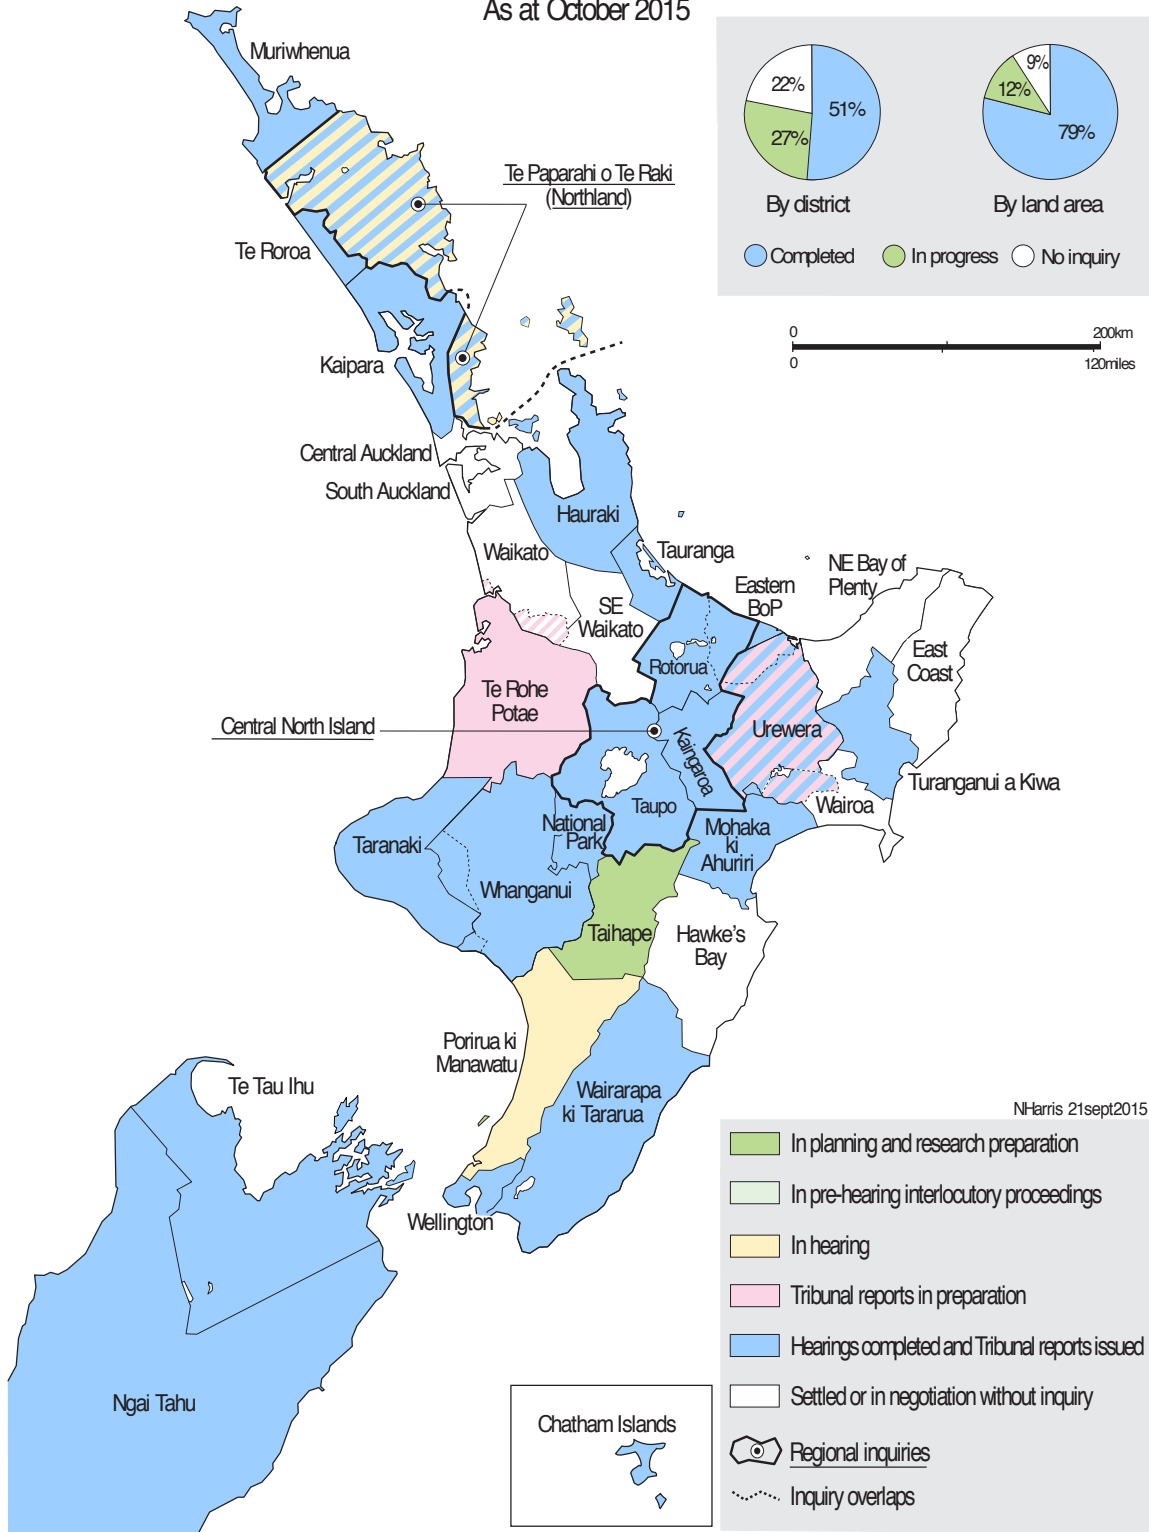 As at October 2015
Muriwhenua
Te Paparahi o Te Raki
(Northland)
Te Roroa
Kaipara
Central Auckland
South Auckland
Hauraki
Waikato
Tauranga
SE
Waikato
Eastern
BoP
NE Bay of
Plenty
East
Coast
Rotorua
Te Rohe
Potae
Central North Island
Kaingaroa
Urewera
Turanganui a Kiwa
Taupo
Wairoa
National
Park
Mohaka
ki
Ahuriri
Taranaki
Whanganui
Taihape
Hawke's
Bay
Porirua ki
Manawatu
Wairarapa
ki Tararua
Te Tau Ihu
Wellington
Ngai Tahu
Chatham Islands
22%
51%
27%
By district
9%
12%
79%
By land area
Completed
In progress
No inquiry
0
200km
0
120miles
NHarris 21sept2015
In planning and research preparation
In pre-hearing interlocutory proceedings
In hearing
Tribunal reports in preparation
Hearings completed and Tribunal reports issued
Settled or in negotiation without inquiry
Regional inquiries
Inquiry overlaps